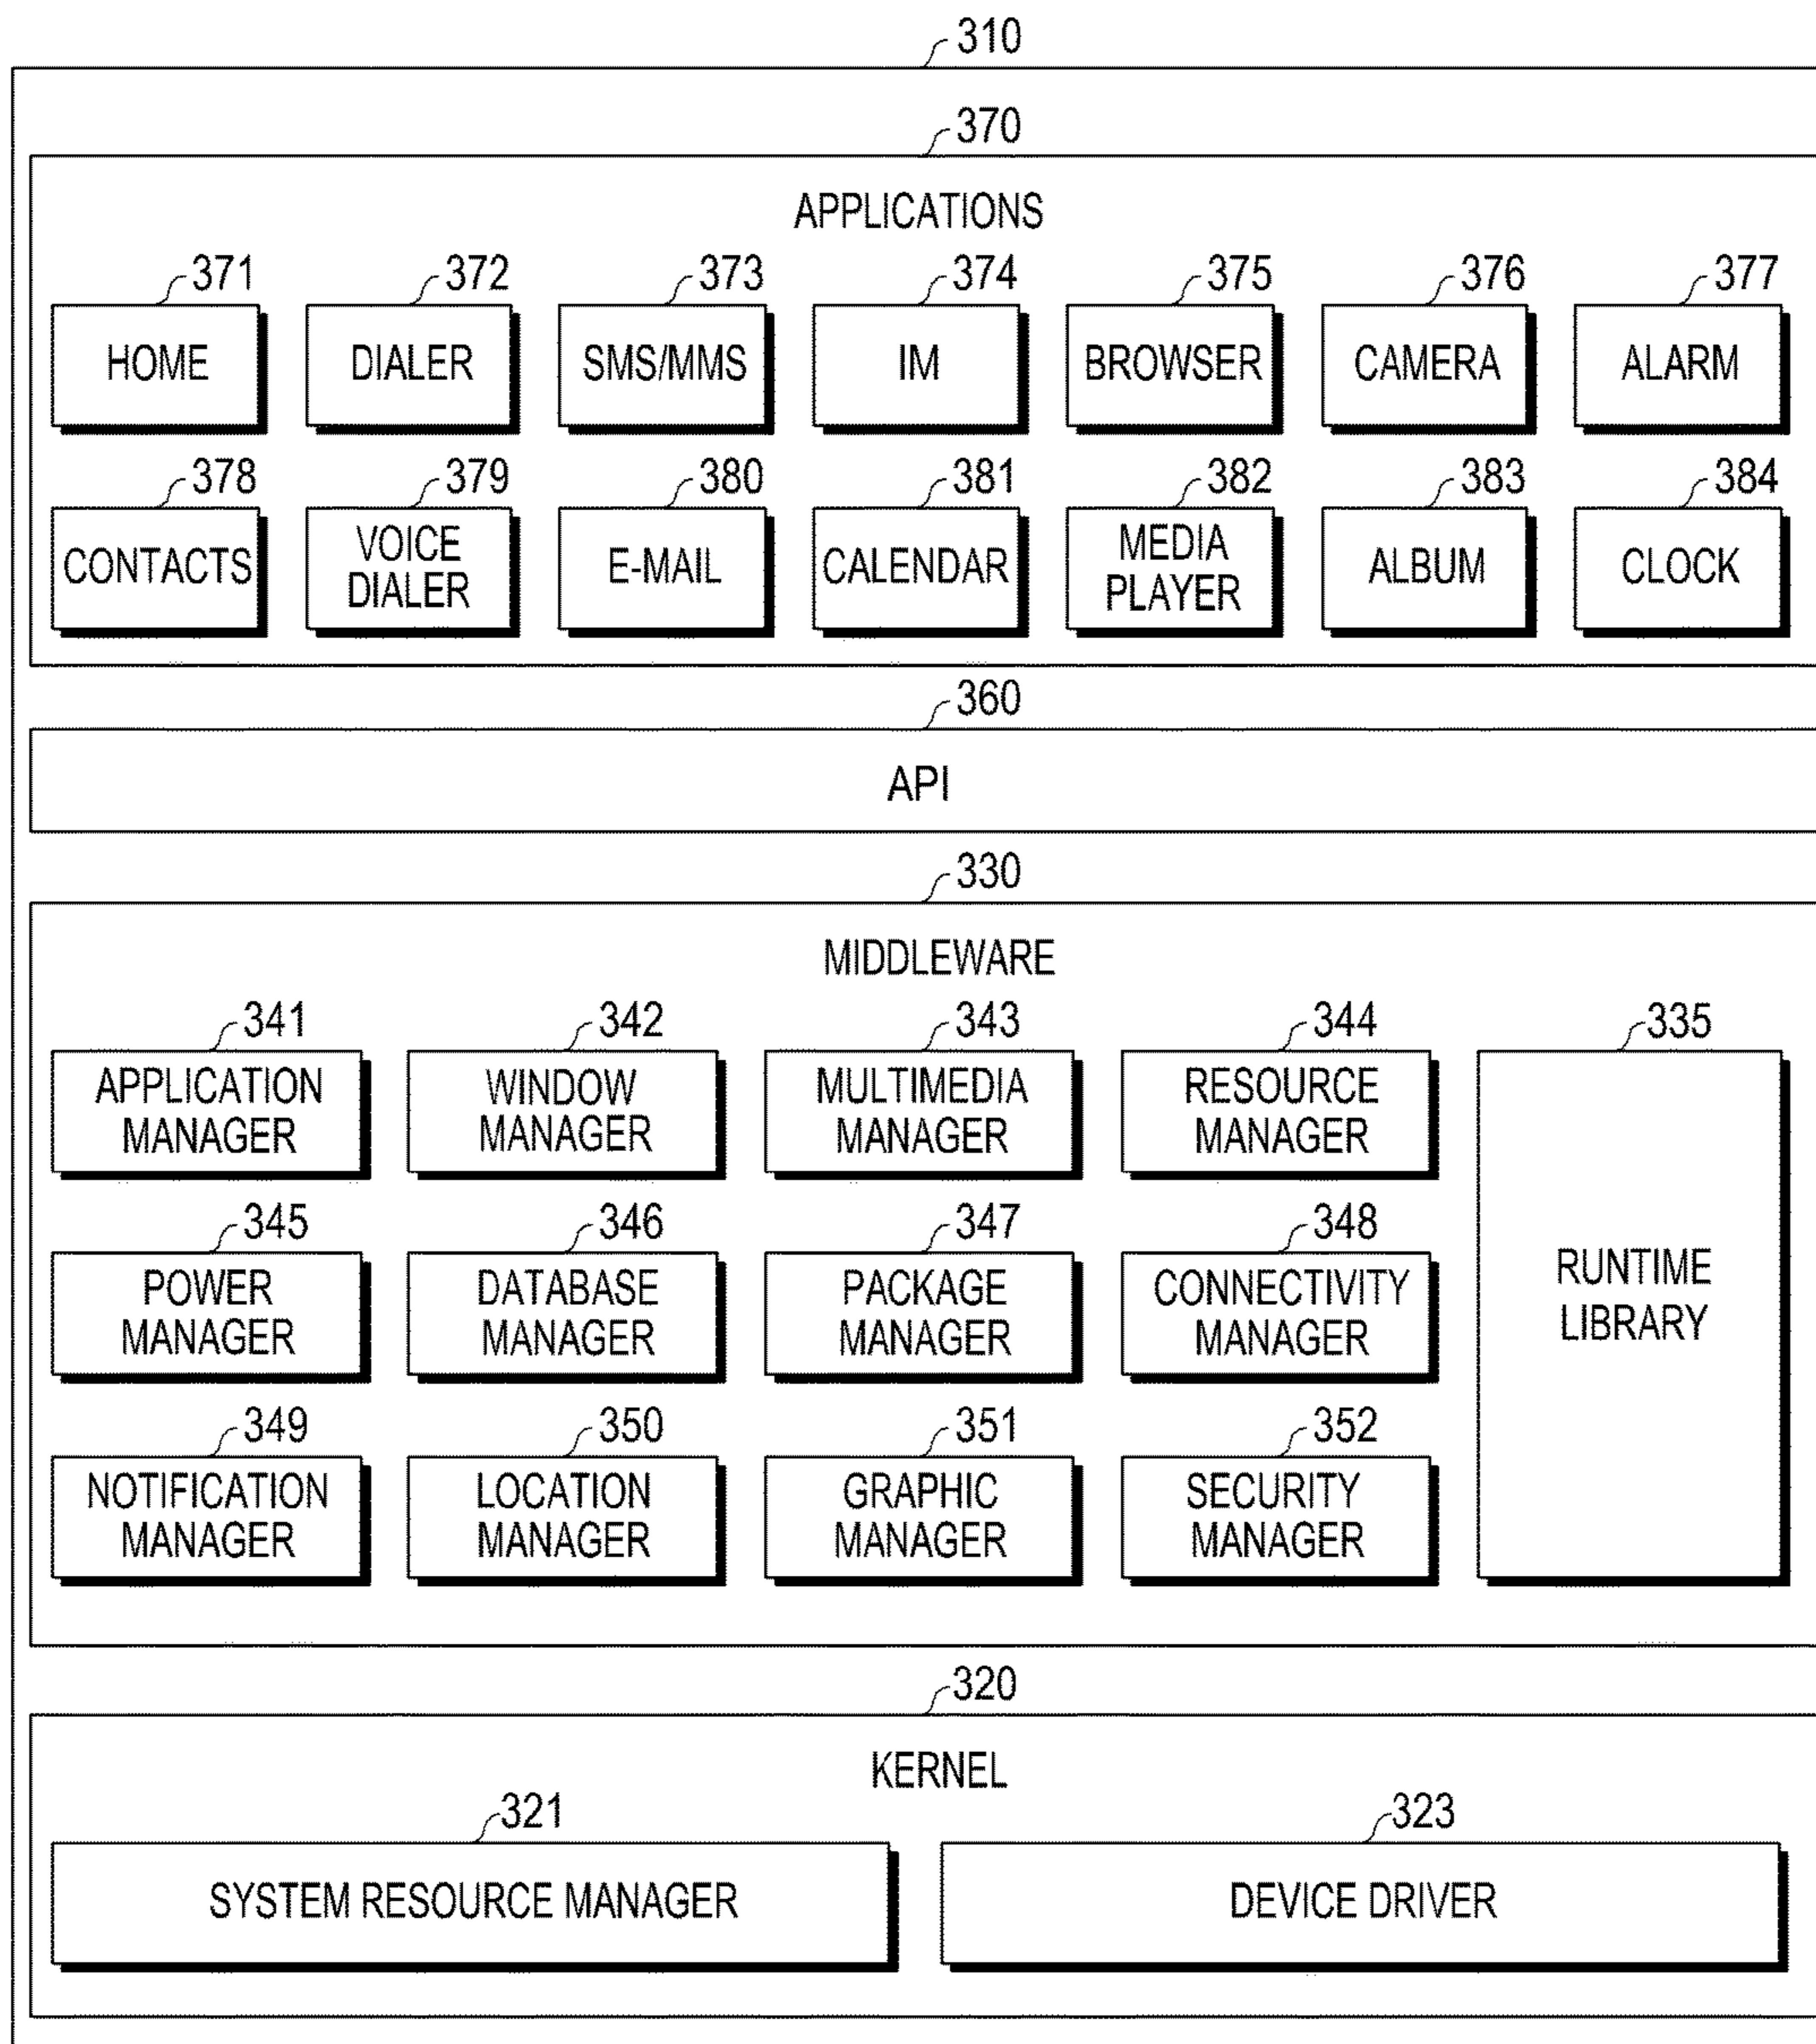 310
370
APPLICATIONS
371 372 373 374 375 376 377
HOME DIALER SMS/MMS IM BROWSER CAMERA ALARM
378 379 380 381 382 383 384
CONTACTS VOICE DIALER E-MAIL CALENDAR MEDIA PLAYER ALBUM CLOCK
360
API
330
MIDDLEWARE
341 342 343 344 335
APPLICATION MANAGER WINDOW MANAGER MULTIMEDIA MANAGER RESOURCE MANAGER
345 346 347 348
POWER MANAGER DATABASE MANAGER PACKAGE MANAGER CONNECTIVITY MANAGER RUNTIME LIBRARY
349 350 351 352
NOTIFICATION MANAGER LOCATION MANAGER GRAPHIC MANAGER SECURITY MANAGER
320
KERNEL
321 323
SYSTEM RESOURCE MANAGER DEVICE DRIVER